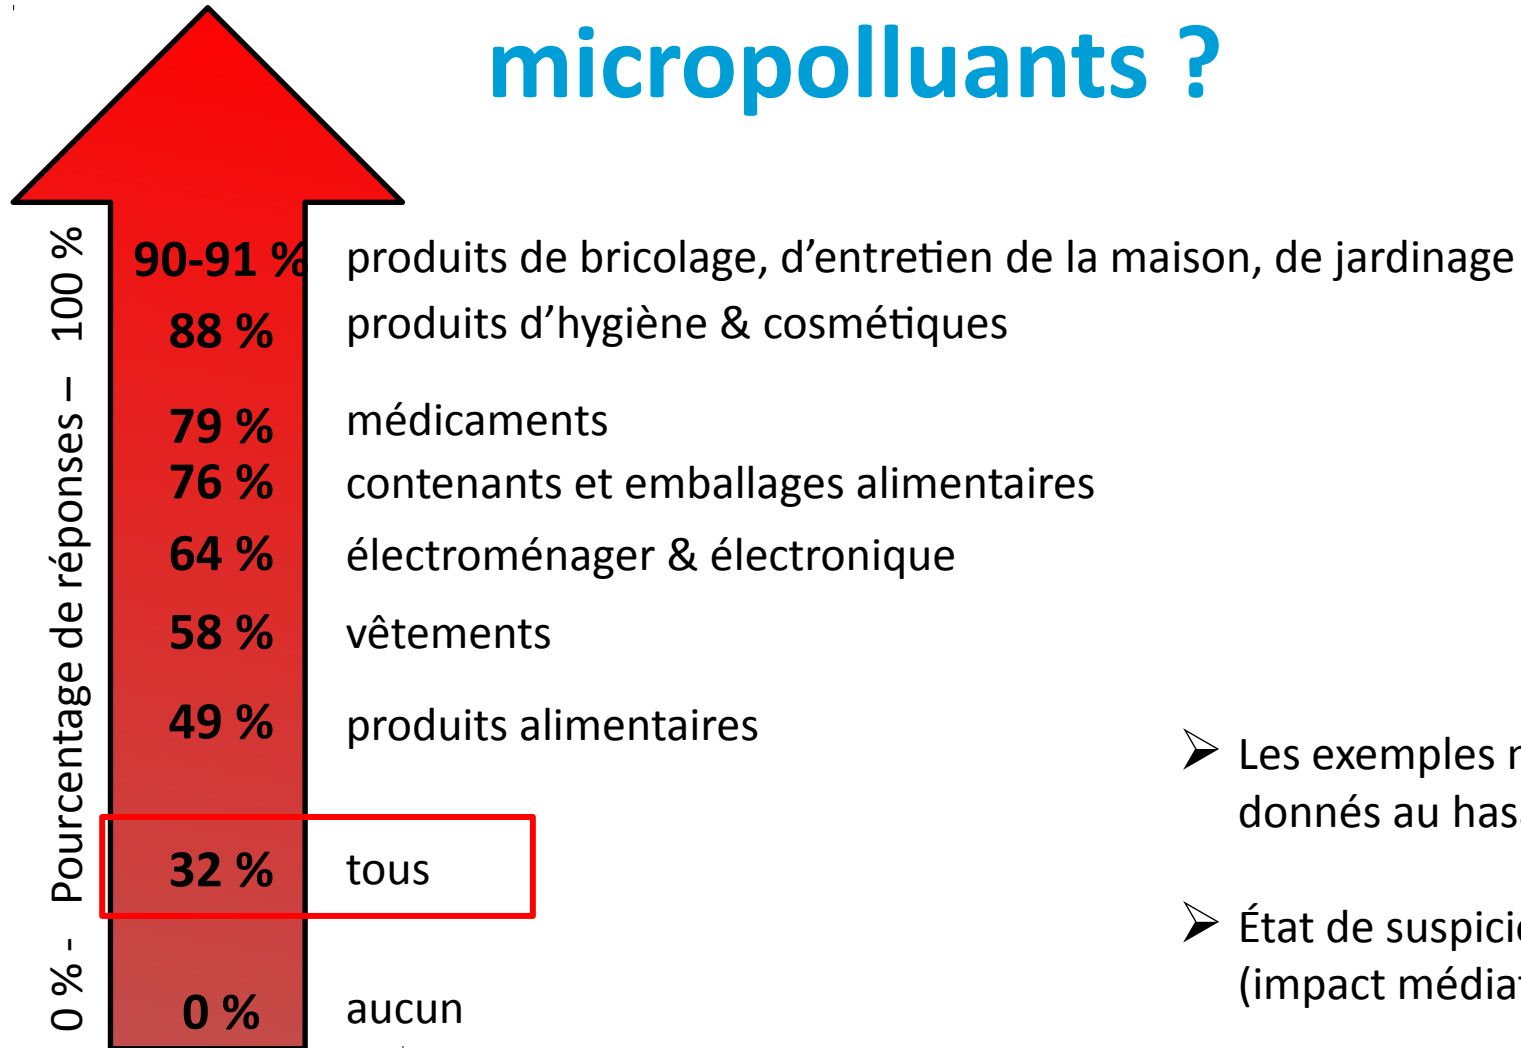 micropolluants ?
0 % - Pourcentage de réponses – 100 %
90-91 % produits de bricolage, d’entretien de la maison, de jardinage
88 % produits d’hygiène & cosmétiques
79 % médicaments
76 % contenants et emballages alimentaires
64 % électroménager & électronique
58 % vêtements
49 % produits alimentaires
32 % tous
0 % aucun
➢ Les exemples
donnés au
➢ État de
(impact